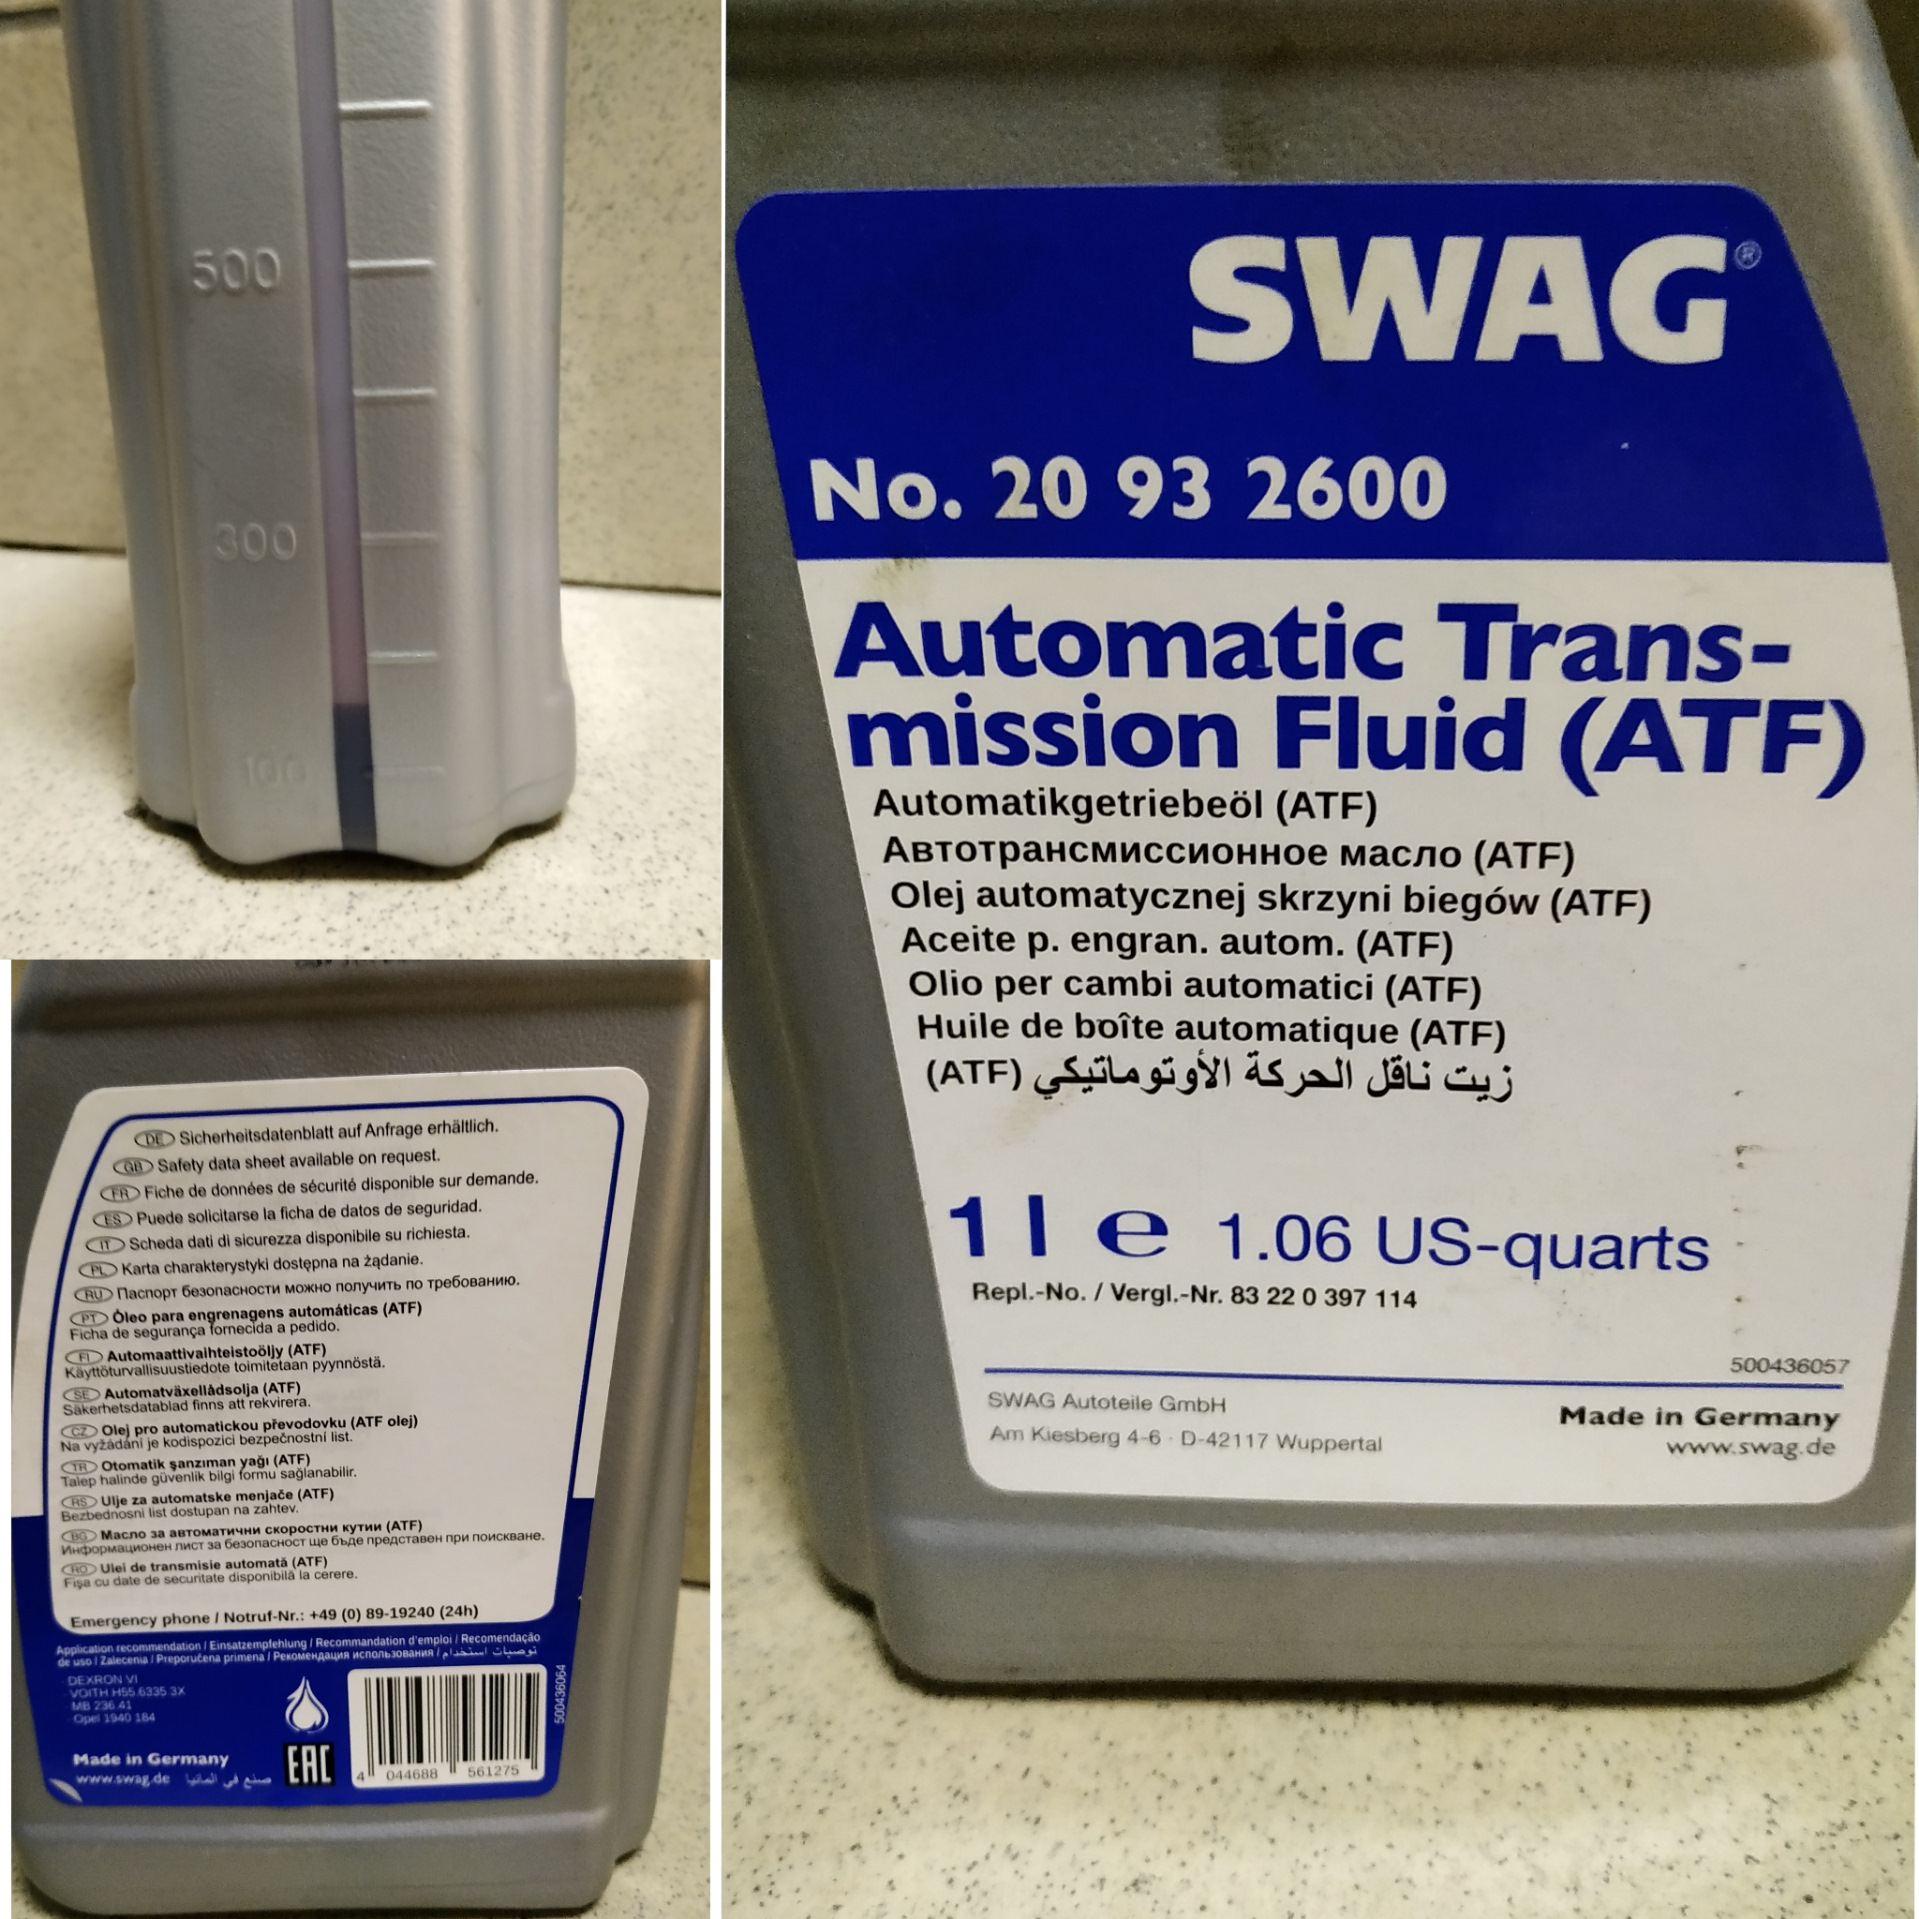 500
300
100
SWAG®
No. 20 93 2600
Automatic Trans-
mission Fluid (ATF)
Automatikgetriebeöl (ATF)
Автотрансмиссионное масло (ATF)
Olej automatycznej skrzyni biegów (ATF)
Aceite p. engran. autom. (ATF)
Olio per cambi automatici (ATF)
Huile de boîte automatique (ATF)
زيت ناقل الحركة الأوتوماتيكي (ATF)
1 l e 1.06 US-quarts
Repl.-No. / Vergl.-Nr. 83 22 0 397 114
500436057
SWAG Autoteile GmbH
Am Kiesberg 4-6 · D-42117 Wuppertal
Made in Germany
www.swag.de
DE Sicherheitsdatenblatt auf Anfrage erhältlich.
GB Safety data sheet available on request.
FR Fiche de données de sécurité disponible sur demande.
ES Puede solicitarse la ficha de datos de seguridad.
IT Scheda dati di sicurezza disponibile su richiesta.
PL Karta charakterystyki dostępna na żądanie.
RU Паспорт безопасности можно получить по требованию.
PT Óleo para engrenagens automáticas (ATF)
Ficha de segurança fornecida a pedido.
FI Automaattivaihteistoöljy (ATF)
Käyttöturvallisuustiedote toimitetaan pyynnöstä.
SE Automatväxellådsolja (ATF)
Säkerhetsdatablad finns att rekvirera.
CZ Olej pro automatickou převodovku (ATF olej)
Na vyžádání je kodispozici bezpečnostní list.
TR Otomatik şanzıman yağı (ATF)
Talep halinde güvenlik bilgi formu sağlanabilir.
RS Ulje za automatske menjače (ATF)
Bezbednosni list dostupan na zahtev.
BG Масло за автоматични скоростни кутии (ATF)
Информационен лист за безопасност ще бъде представен при поискване.
RO Ulei de transmisie automată (ATF)
Fişa cu date de securitate disponibilă la cerere.
Emergency phone / Notruf-Nr.: +49 (0) 89-19240 (24h)
Application recommendation / Einsatzempfehlung / Recommandation d'emploi / Recomendação
de uso / Zalecenia / Preporučena primena / Рекомендация использования / توصيات استخدام
DEXRON VI
VOITH H55.6335.3X
MB 236.41
Opel 1940 184
500436064
Made in Germany
www.swag.de صنع في المانيا
EAC
4 044688 561275